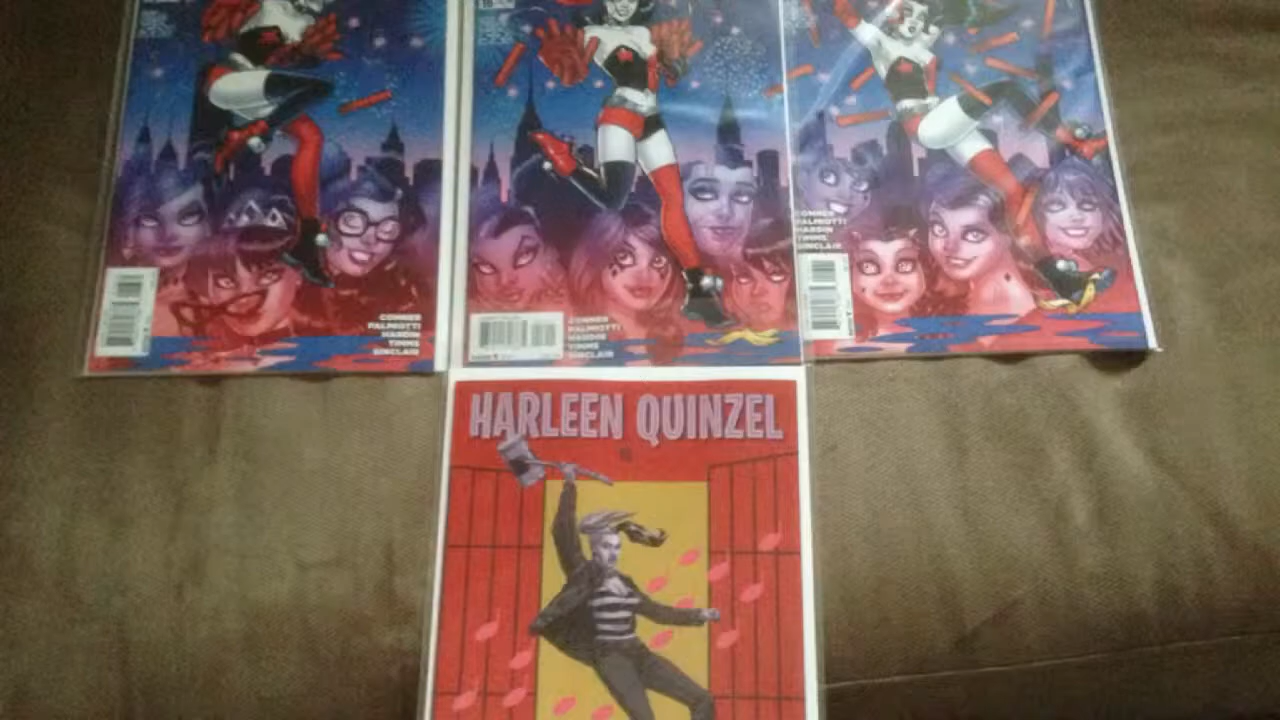 CONNER
PALMIOTTI
HARDIN
TIMMS
SINCLAIR
CONNER
PALMIOTTI
HARDIN
TIMMS
SINCLAIR
CONNER
PALMIOTTI
HARDIN
TIMMS
SINCLAIR
HARLEEN QUINZEL